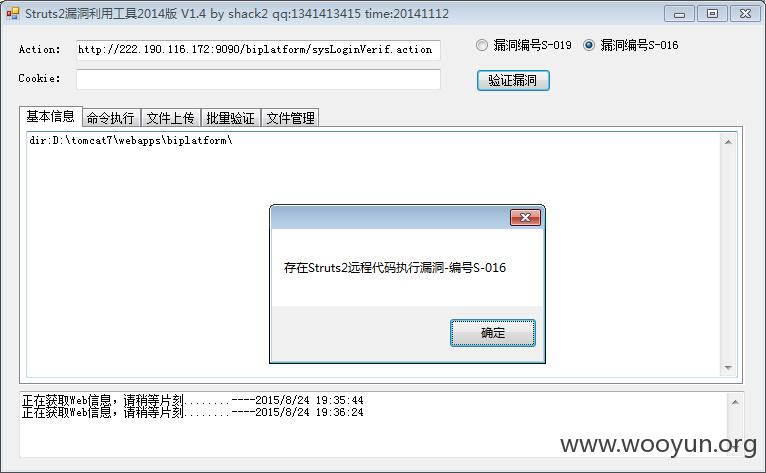 Struts2漏洞利用工具2014版 V1.4 by shack2 qq:1341413415 time:20141112
Action: http://222.190.116.172:9090/biplatform/sysLoginVerif.action 漏洞编号S-019 漏洞编号S-016
Cookie: 验证漏洞
基本信息 命令执行 文件上传 批量验证 文件管理
dir:D:\tomcat7\webapps\biplatform\
存在Struts2远程代码执行漏洞-编号S-016
确定
正在获取Web信息，请稍等片刻........----2015/8/24 19:35:44
正在获取Web信息，请稍等片刻........----2015/8/24 19:36:24
www.wooyun.org